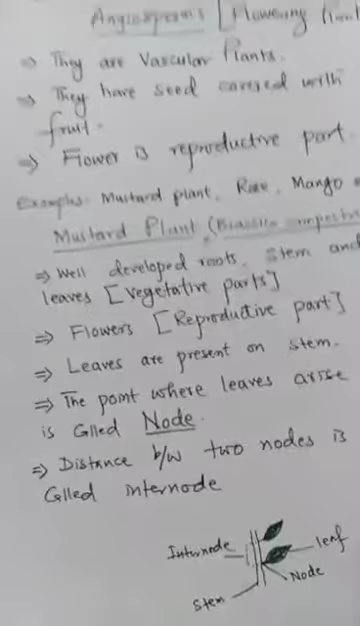 Angiosperms [Flowering Plant
⇒ They are Vascular Plants.
⇒ They have seed covered with
fruit.
⇒ Flower is reproductive part.
Examples: Mustard plant, Rose, Mango
Mustard Plant (Brassica campestri
⇒ Well developed roots, stem and
leaves [Vegetative parts]
⇒ Flowers [Reproductive part]
⇒ Leaves are present on stem.
⇒ The point where leaves arise
is Called Node.
⇒ Distance b/w two nodes is
Called internode
Internode
leaf
Node
Stem